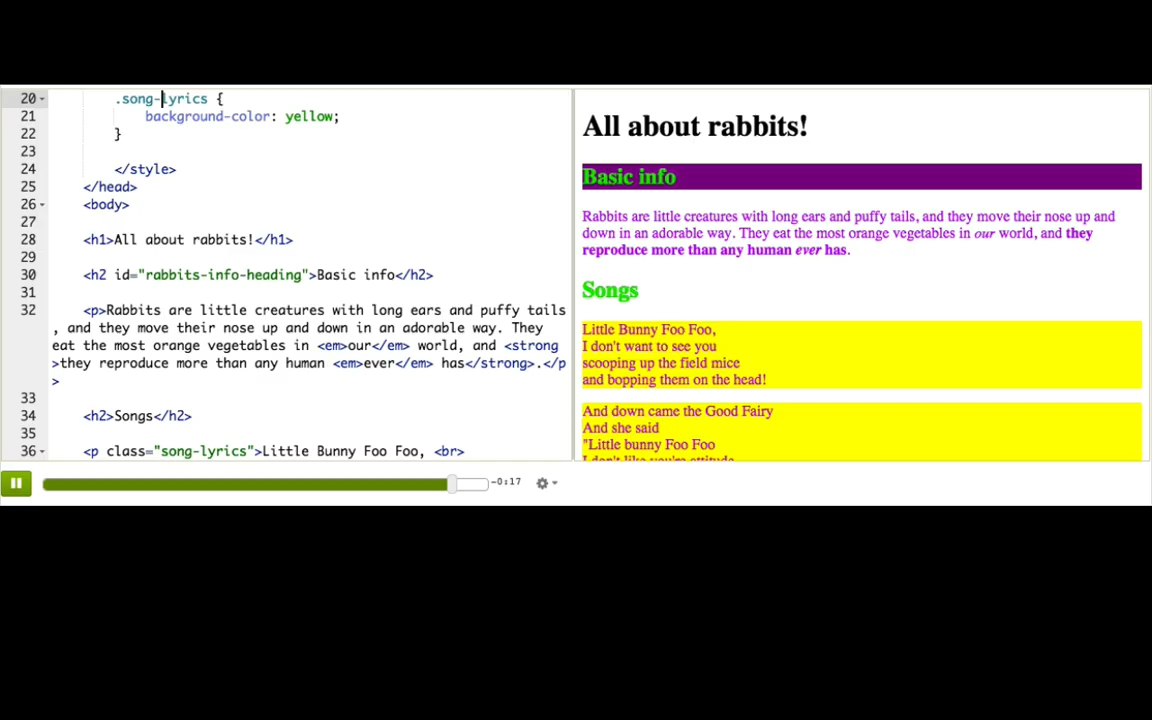 20 .song-lyrics {
21 background-color: yellow;
22 }
23
24 </style>
25 </head>
26 <body>
27
28 <h1>All about rabbits!</h1>
29
30 <h2 id="rabbits-info-heading">Basic info</h2>
31
32 <p>Rabbits are little creatures with long ears and puffy tails
, and they move their nose up and down in an adorable way. They
eat the most orange vegetables in <em>our</em> world, and <strong
>they reproduce more than any human <em>ever</em> has</strong>.</p
>
33
34 <h2>Songs</h2>
35
36 <p class="song-lyrics">Little Bunny Foo Foo, <br>
All about rabbits!
Basic info
Rabbits are little creatures with long ears and puffy tails, and they move their nose up and
down in an adorable way. They eat the most orange vegetables in our world, and they
reproduce more than any human ever has.
Songs
Little Bunny Foo Foo,
I don't want to see you
scooping up the field mice
and bopping them on the head!
And down came the Good Fairy
And she said
"Little bunny Foo Foo
I don't like you're attitude
-0:17